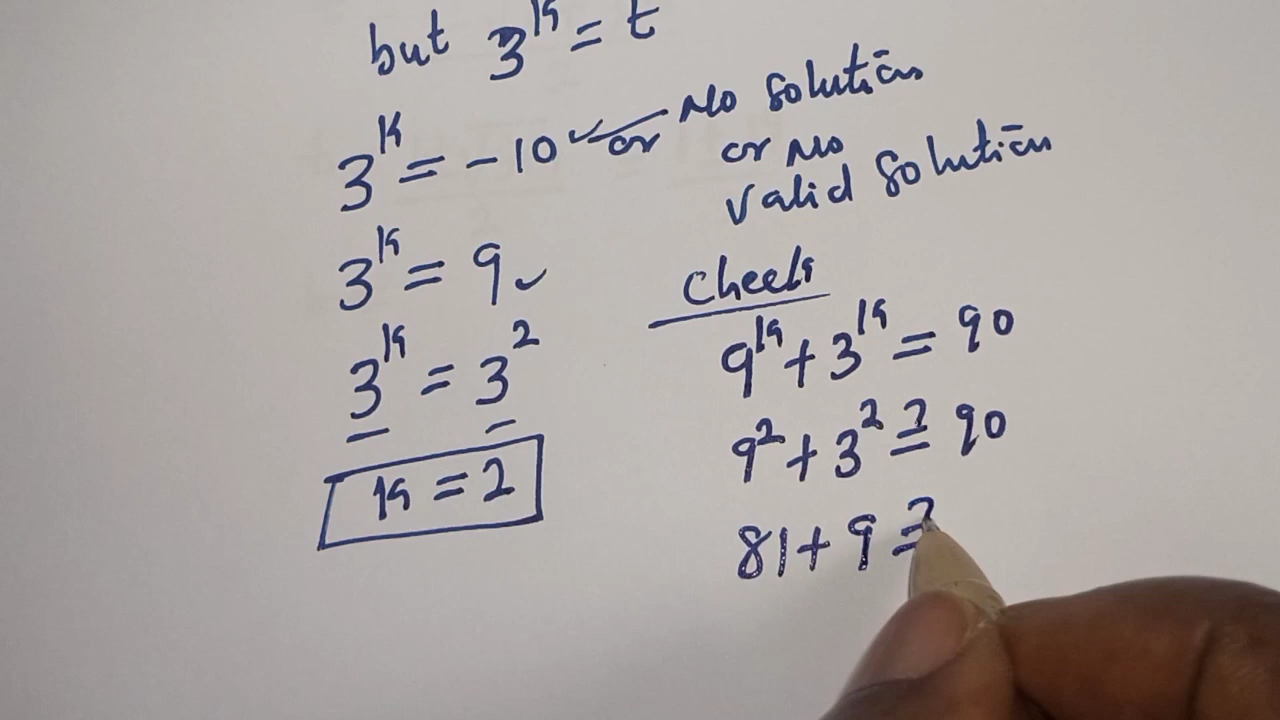 but 3^k = t
3^k = -10 ✓ or No solution
or No
valid solution
3^k = 9 ✓
3^k = 3^2
k = 2
Check
9^k + 3^k = 90
9^2 + 3^2 ?= 90
81 + 9 ?=